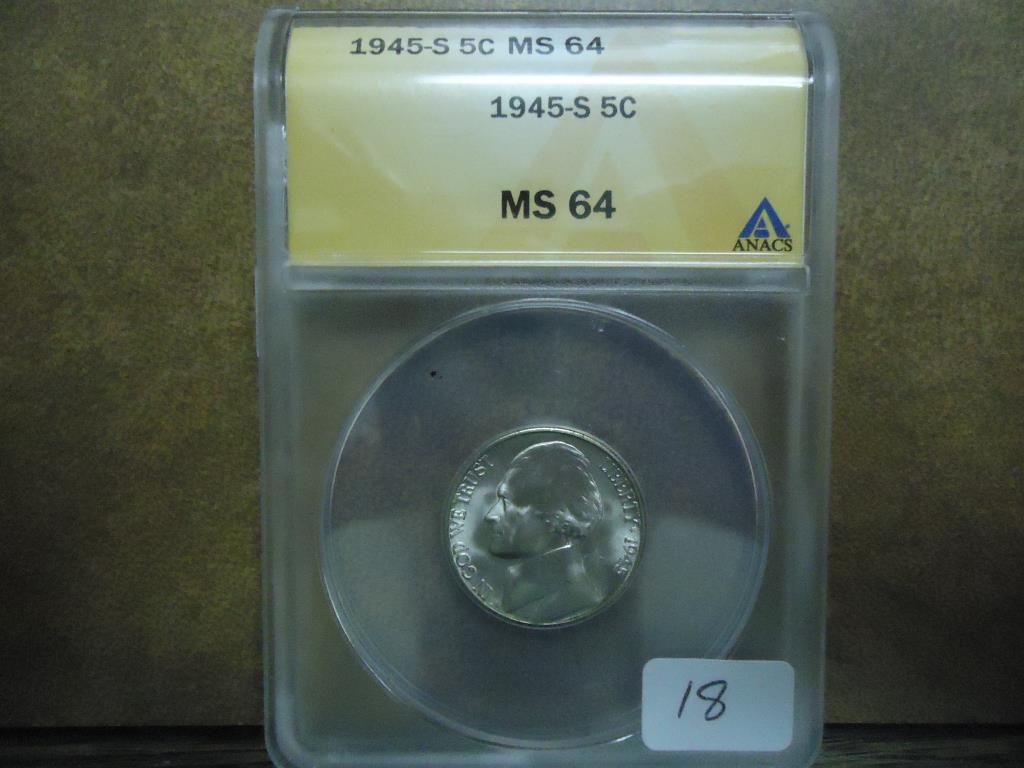 1945-S 5C MS 64
1945-S 5C
MS 64
ANACS
IN GOD WE TRUST
LIBERTY * 1945
18